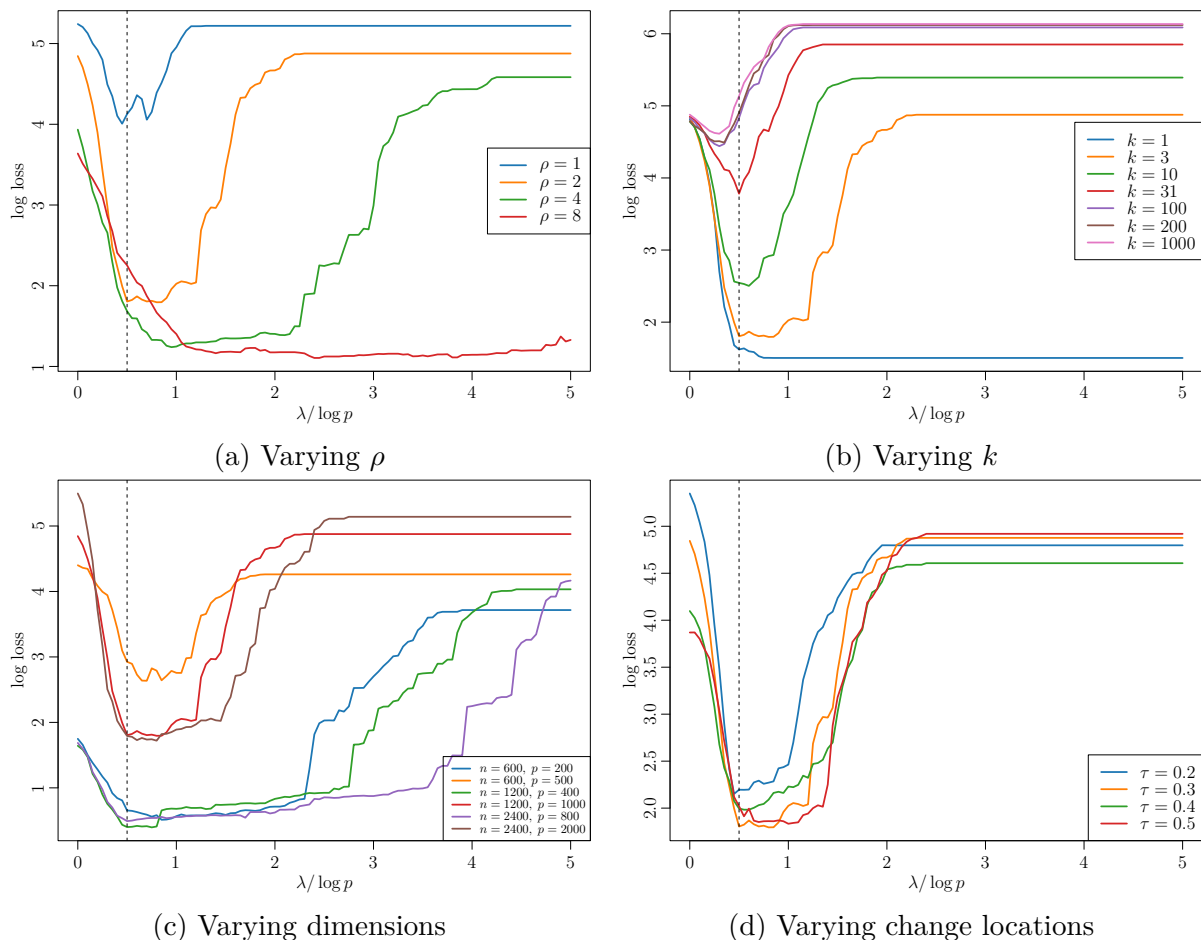 log loss
5
4
3
2
1
ρ = 1
ρ = 2
ρ = 4
ρ = 8
0 1 2 3 4 5
λ/ log p
(a) Varying ρ
log loss
6
5
4
3
2
k = 1
k = 3
k = 10
k = 31
k = 100
k = 200
k = 1000
0 1 2 3 4 5
λ/ log p
(b) Varying k
log loss
5
4
3
2
1
n = 600, p = 200
n = 600, p = 500
n = 1200, p = 400
n = 1200, p = 1000
n = 2400, p = 800
n = 2400, p = 2000
0 1 2 3 4 5
λ/ log p
(c) Varying dimensions
log loss
5.0
4.5
4.0
3.5
3.0
2.5
2.0
τ = 0.2
τ = 0.3
τ = 0.4
τ = 0.5
0 1 2 3 4 5
λ/ log p
(d) Varying change locations